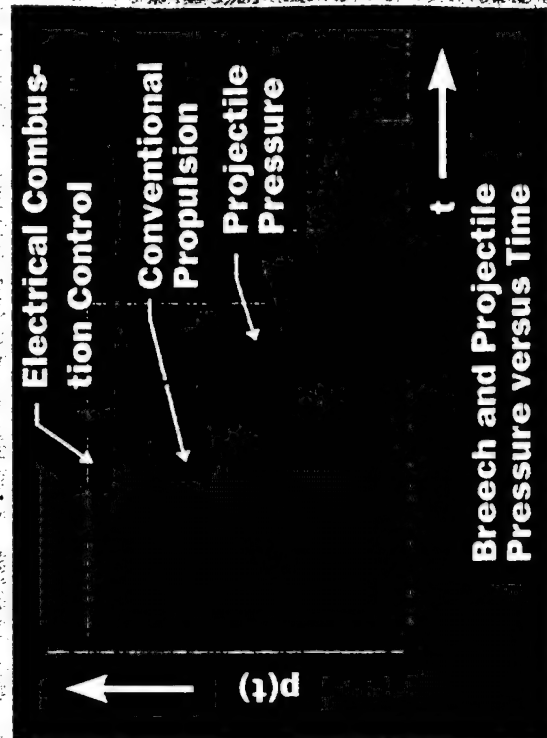 Electrical Combus-
tion Control
Conventional
Propulsion
Projectile
Pressure
p(t)
t
Breech and Projectile
Pressure versus Time